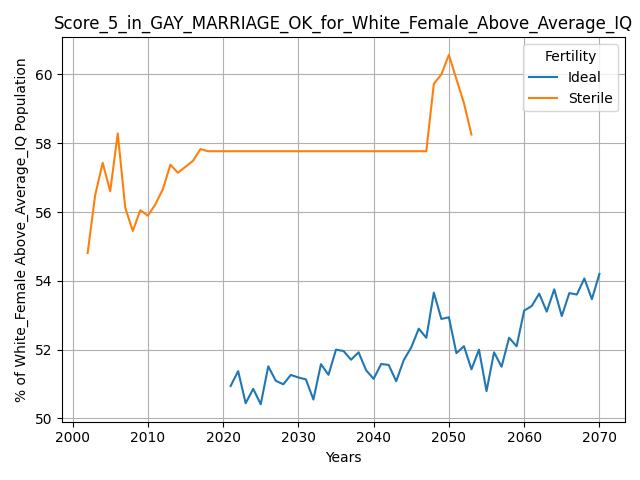 Score_5_in_GAY_MARRIAGE_OK_for_White_Female_Above_Average_IQ
% of White_Female Above_Average_IQ Population
60
58
56
54
52
50
Fertility
Ideal
Sterile
2000 2010 2020 2030 2040 2050 2060 2070
Years